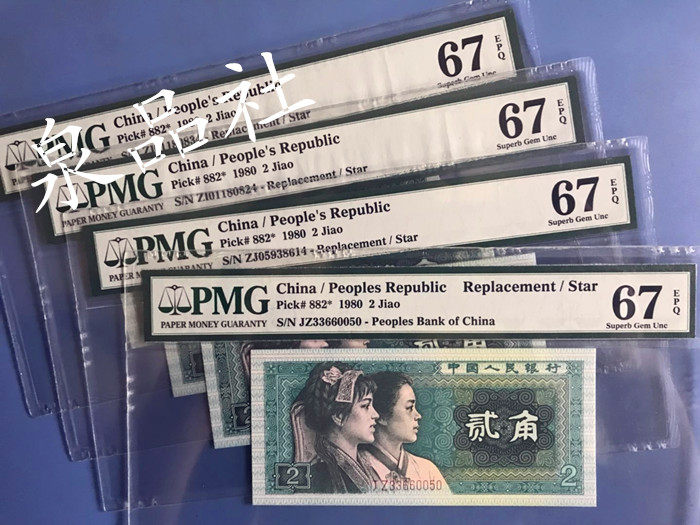 泉品社
PMG China / People's Republic 67 EPQ
Pick# 882* 1980 2 Jiao Superb Gem Unc
Replacement / Star
PMG China / People's Republic 67 EPQ
Pick# 882* 1980 2 Jiao Superb Gem Unc
PAPER MONEY GUARANTY S/N ZI01180824 - Replacement / Star
PMG China / People's Republic 67 EPQ
Pick# 882* 1980 2 Jiao Superb Gem Unc
PAPER MONEY GUARANTY S/N ZJ05938614 - Replacement / Star
PMG China / Peoples Republic Replacement / Star 67 EPQ
Pick# 882* 1980 2 Jiao
PAPER MONEY GUARANTY S/N JZ33660050 - Peoples Bank of China Superb Gem Unc
中国人民银行
贰角
2 JZ33660050 2